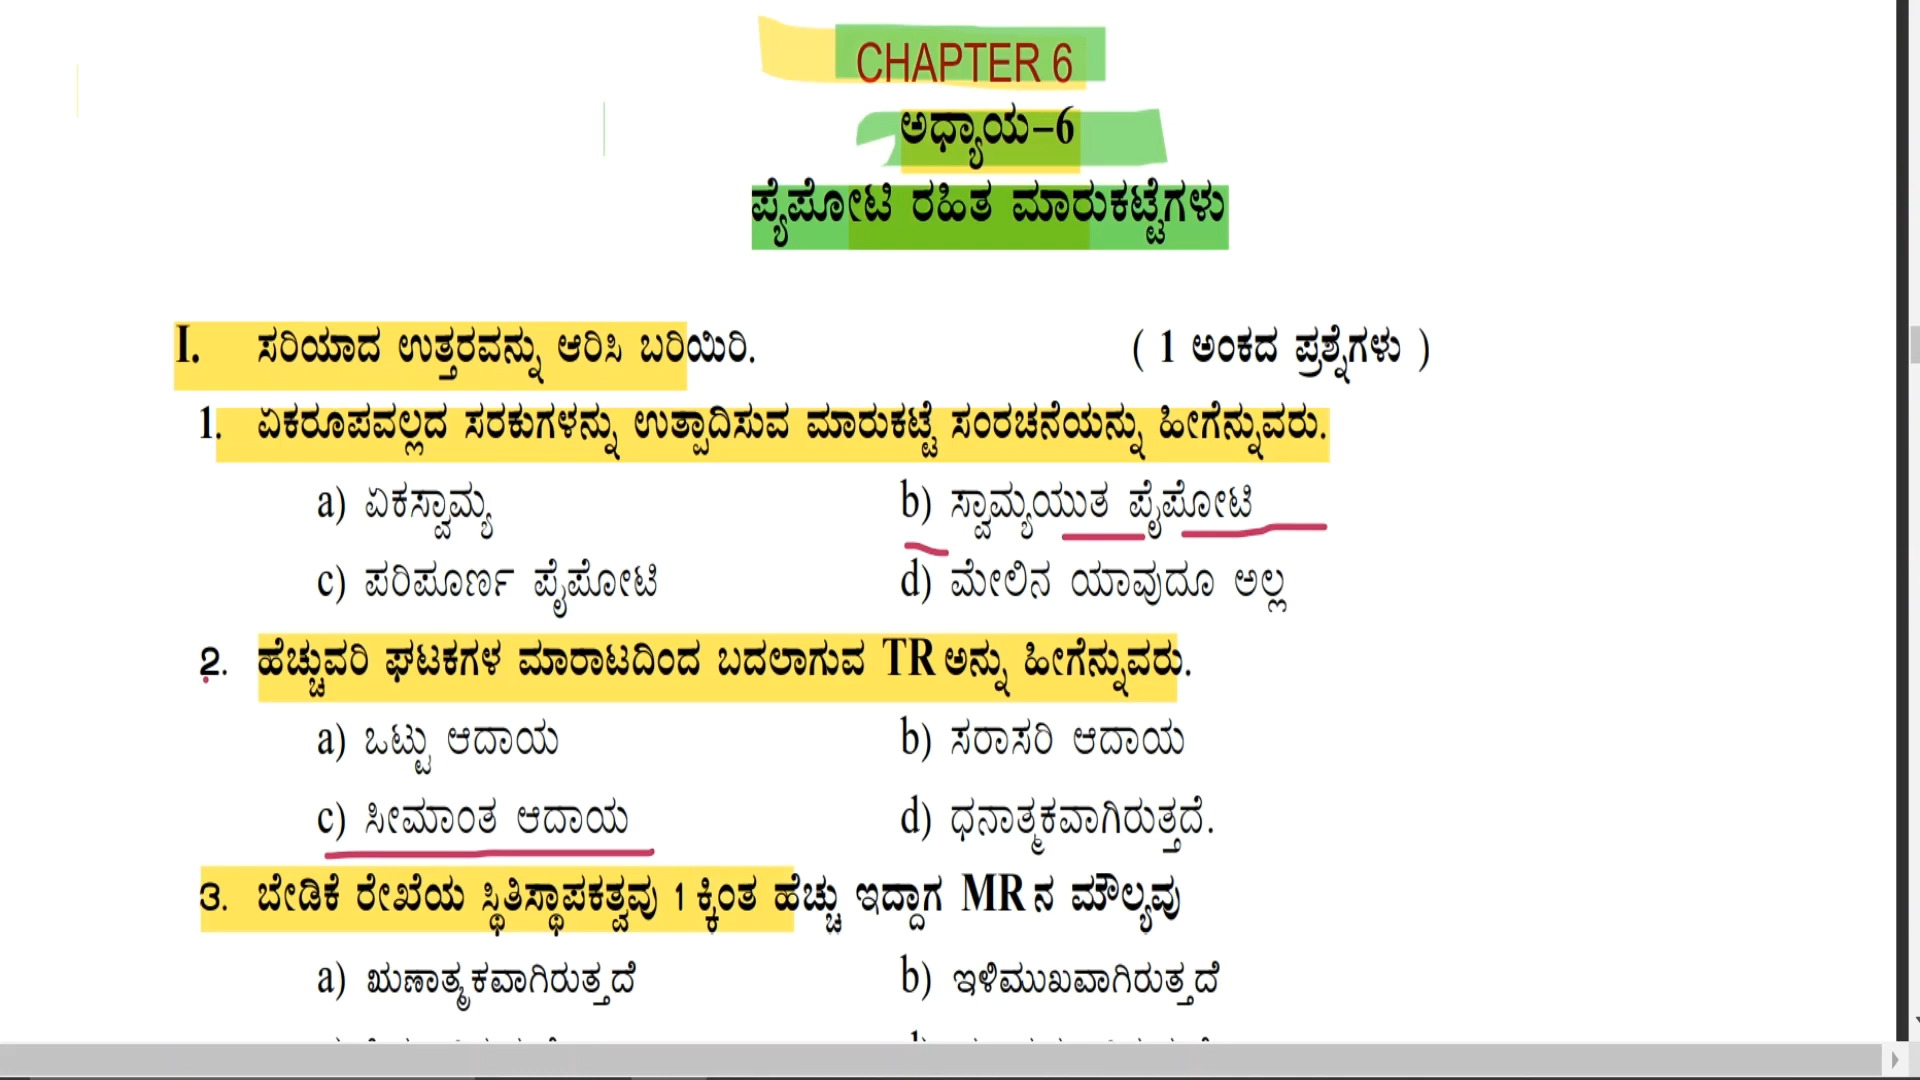 CHAPTER 6
ಅಧ್ಯಾಯ–6
ಪೈಪೋಟಿ ರಹಿತ ಮಾರುಕಟ್ಟೆಗಳು
I. ಸರಿಯಾದ ಉತ್ತರವನ್ನು ಆರಿಸಿ ಬರಿಯಿರಿ. ( 1 ಅಂಕದ ಪ್ರಶ್ನೆಗಳು )
1. ಏಕರೂಪವಲ್ಲದ ಸರಕುಗಳನ್ನು ಉತ್ಪಾದಿಸುವ ಮಾರುಕಟ್ಟೆ ಸಂರಚನೆಯನ್ನು ಹೀಗೆನ್ನುವರು.
a) ಏಕಸ್ವಾಮ್ಯ b) ಸ್ವಾಮ್ಯಯುತ ಪೈಪೋಟಿ
c) ಪರಿಪೂರ್ಣ ಪೈಪೋಟಿ d) ಮೇಲಿನ ಯಾವುದೂ ಅಲ್ಲ
2. ಹೆಚ್ಚುವರಿ ಘಟಕಗಳ ಮಾರಾಟದಿಂದ ಬದಲಾಗುವ TR ಅನ್ನು ಹೀಗೆನ್ನುವರು.
a) ಒಟ್ಟು ಆದಾಯ b) ಸರಾಸರಿ ಆದಾಯ
c) ಸೀಮಾಂತ ಆದಾಯ d) ಧನಾತ್ಮಕವಾಗಿರುತ್ತದೆ.
3. ಬೇಡಿಕೆ ರೇಖೆಯ ಸ್ಥಿತಿಸ್ಥಾಪಕತ್ವವು 1 ಕ್ಕಿಂತ ಹೆಚ್ಚು ಇದ್ದಾಗ MR ನ ಮೌಲ್ಯವು
a) ಋಣಾತ್ಮಕವಾಗಿರುತ್ತದೆ b) ಇಳಿಮುಖವಾಗಿರುತ್ತದೆ